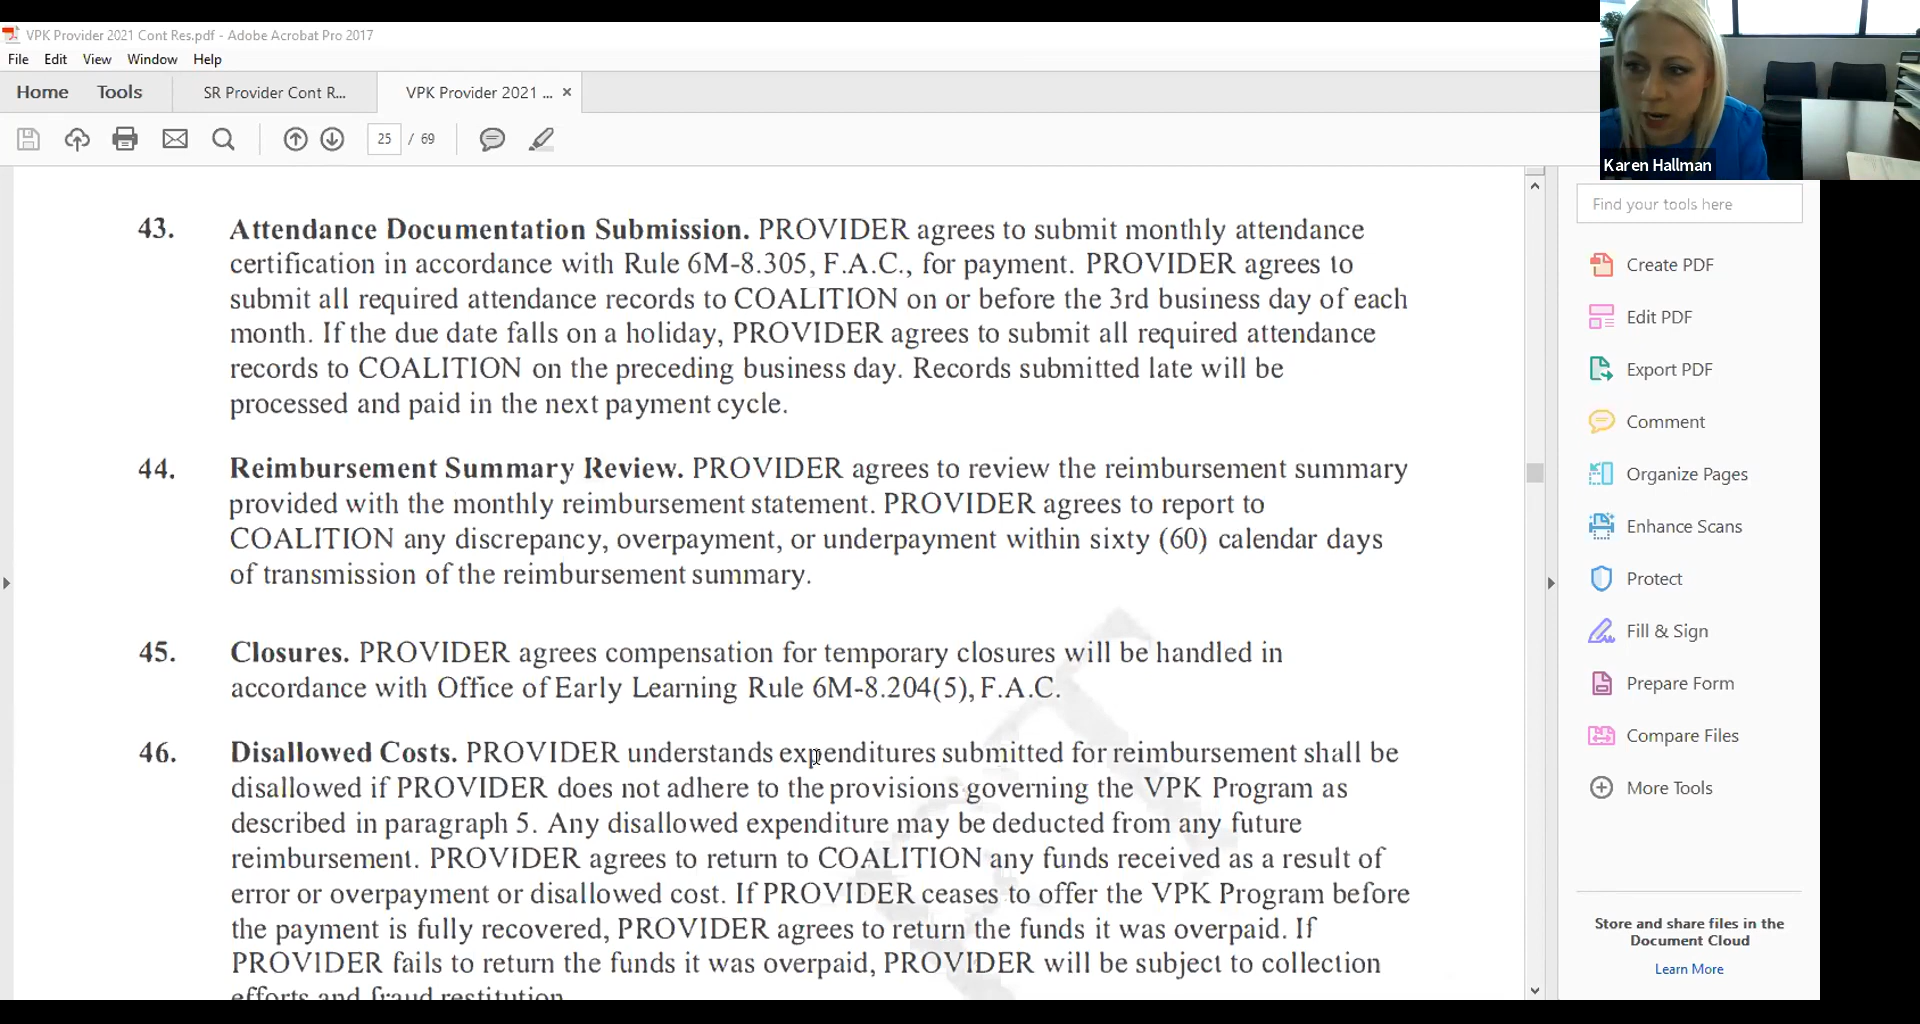 VPK Provider 2021 Cont Res.pdf - Adobe Acrobat Pro 2017
File Edit View Window Help
Home Tools SR Provider Cont R... VPK Provider 2021 ... ×
25 / 69
Karen Hallman
43. Attendance Documentation Submission. PROVIDER agrees to submit monthly attendance
certification in accordance with Rule 6M-8.305, F.A.C., for payment. PROVIDER agrees to
submit all required attendance records to COALITION on or before the 3rd business day of each
month. If the due date falls on a holiday, PROVIDER agrees to submit all required attendance
records to COALITION on the preceding business day. Records submitted late will be
processed and paid in the next payment cycle.
44. Reimbursement Summary Review. PROVIDER agrees to review the reimbursement summary
provided with the monthly reimbursement statement. PROVIDER agrees to report to
COALITION any discrepancy, overpayment, or underpayment within sixty (60) calendar days
of transmission of the reimbursement summary.
45. Closures. PROVIDER agrees compensation for temporary closures will be handled in
accordance with Office of Early Learning Rule 6M-8.204(5), F.A.C.
46. Disallowed Costs. PROVIDER understands expenditures submitted for reimbursement shall be
disallowed if PROVIDER does not adhere to the provisions governing the VPK Program as
described in paragraph 5. Any disallowed expenditure may be deducted from any future
reimbursement. PROVIDER agrees to return to COALITION any funds received as a result of
error or overpayment or disallowed cost. If PROVIDER ceases to offer the VPK Program before
the payment is fully recovered, PROVIDER agrees to return the funds it was overpaid. If
PROVIDER fails to return the funds it was overpaid, PROVIDER will be subject to collection
efforts and fraud restitution.
Find your tools here
Create PDF
Edit PDF
Export PDF
Comment
Organize Pages
Enhance Scans
Protect
Fill & Sign
Prepare Form
Compare Files
More Tools
Store and share files in the
Document Cloud
Learn More